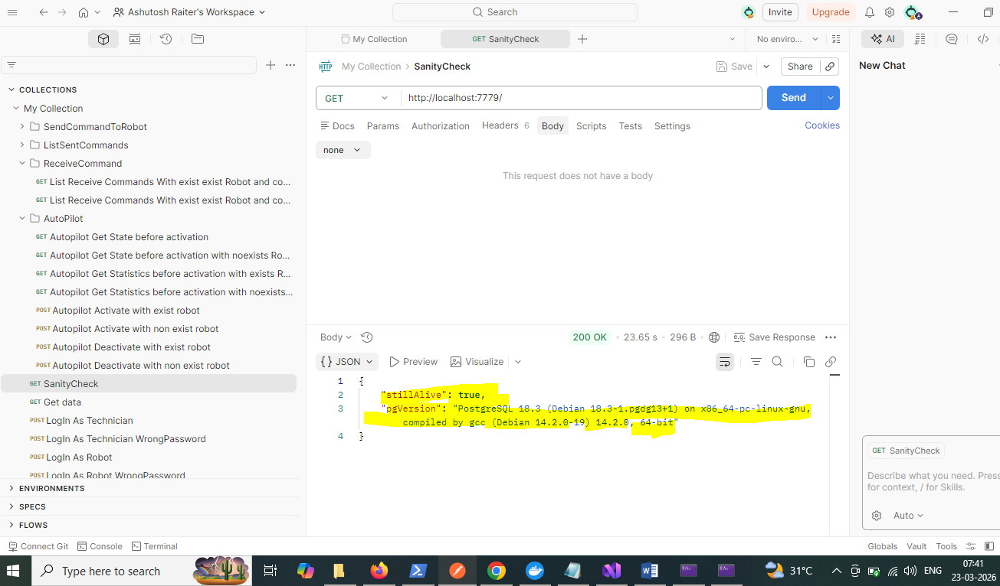 Ashutosh Raiter's Workspace
Search
Invite
Upgrade
My Collection
GET SanityCheck
No enviro...
AI
HTTP My Collection > SanityCheck
Save
Share
New Chat
COLLECTIONS
My Collection
SendCommandToRobot
ListSentCommands
ReceiveCommand
GET List Receive Commands With exist exist Robot and co...
GET List Receive Commands With exist exist Robot and co...
AutoPilot
GET Autopilot Get State before activation
GET Autopilot Get State before activation with noexists Ro...
GET Autopilot Get Statistics before activation with exists R...
GET Autopilot Get Statistics before activation with noexists...
POST Autopilot Activate with exist robot
POST Autopilot Activate with non exist robot
POST Autopilot Deactivate with exist robot
POST Autopilot Deactivate with non exist robot
GET SanityCheck
GET Get data
POST LogIn As Technician
POST LogIn As Technician WrongPassword
POST LogIn As Robot
POST LogIn As Robot WrongPassword
ENVIRONMENTS
SPECS
FLOWS
GET
http://localhost:7779/
Send
Docs Params Authorization Headers 6 Body Scripts Tests Settings
Cookies
none
This request does not have a body
Body
200 OK • 23.65 s • 296 B
e.g. Save Response
{} JSON
Preview
Visualize
1 {
2 "stillAlive": true,
3 "pgVersion": "PostgreSQL 18.3 (Debian 18.3-1.pgdg13+1) on x86_64-pc-linux-gnu,
compiled by gcc (Debian 14.2.0-19) 14.2.0, 64-bit"
4 }
GET SanityCheck
Describe what you need. Press
for context, / for Skills.
Auto
Connect Git
Console
Terminal
Globals
Vault
Tools
Type here to search
31°C
ENG
07:41
23-03-2026